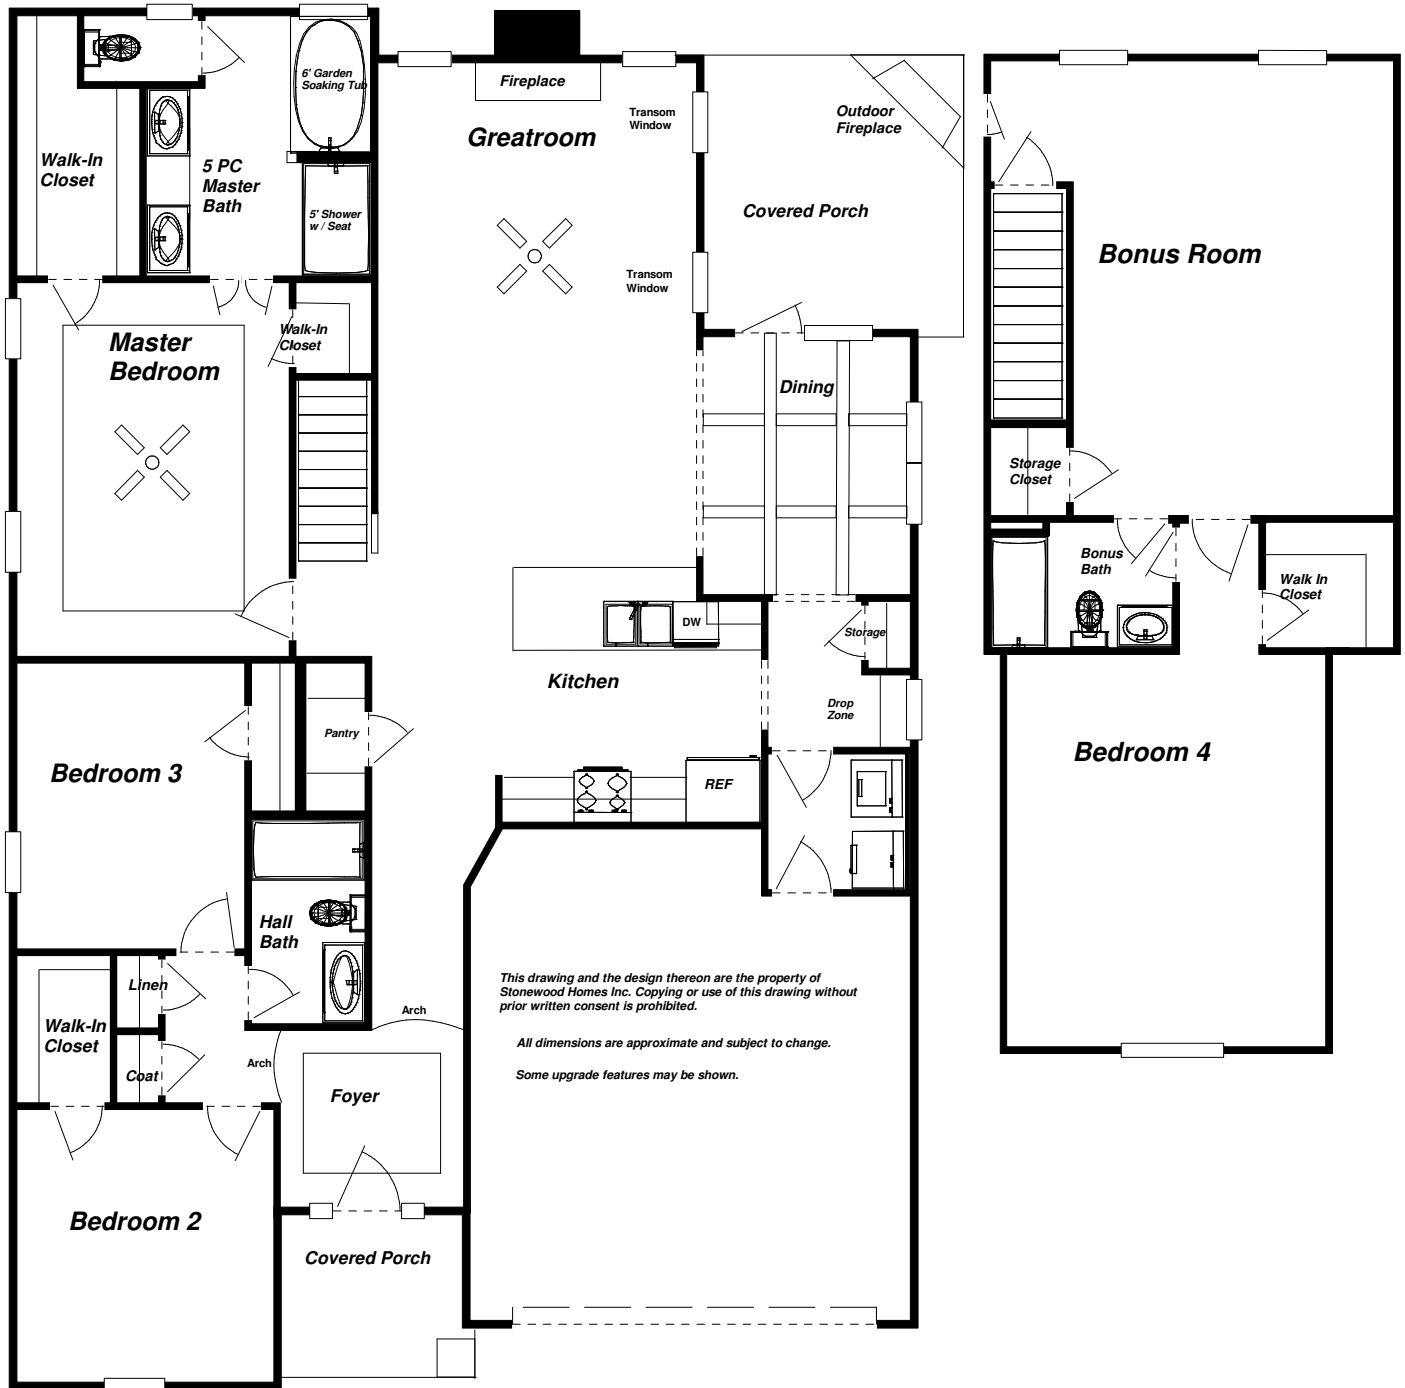 6' Garden
Soaking Tub
Walk-In
Closet
5 PC
Master
Bath
5' Shower
w / Seat
Fireplace
Greatroom
Transom
Window
Outdoor
Fireplace
Covered Porch
Transom
Window
Bonus Room
Master
Bedroom
Walk-In
Closet
Dining
Storage
Closet
Bonus
Bath
Walk In
Closet
DW
Storage
Kitchen
Drop
Zone
Pantry
Bedroom 3
REF
Bedroom 4
Hall
Bath
This drawing and the design thereon are the property of
Stonewood Homes Inc. Copying or use of this drawing without
prior written consent is prohibited.
All dimensions are approximate and subject to change.
Some upgrade features may be shown.
Linen
Walk-In
Closet
Coat
Arch
Arch
Foyer
Bedroom 2
Covered Porch